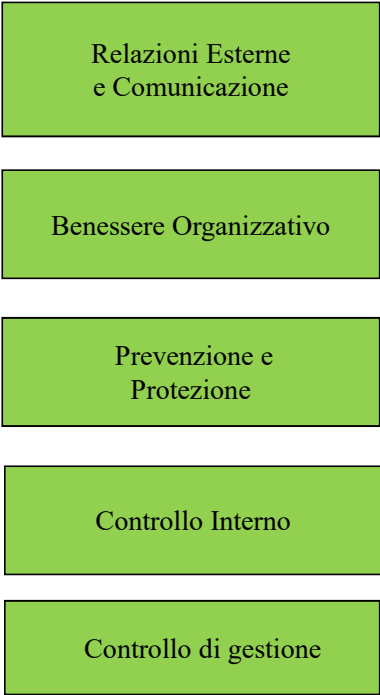 Relazioni Esterne
e Comunicazione
Benessere Organizzativo
Prevenzione e
Protezione
Controllo Interno
Controllo di gestione